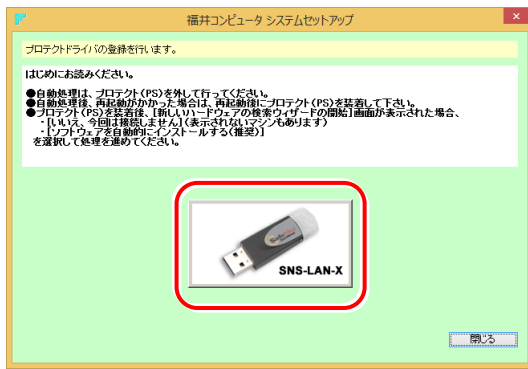 福井コンピュータ システムセットアップ
プロテクトドライバの登録を行います。
はじめにお読みください。
●自動処理は、プロテクト(PS)を外して行ってください。
●自動処理後、再起動がかかった場合は、再起動後にプロテクト(PS)を装着して下さい。
●プロテクト(PS)を装着後、[新しいハードウェアの検索ウィザードの開始]画面が表示された場合、
・[いいえ、今回は接続しません](表示されないマシンもあります)
・[ソフトウェアを自動的にインストールする(推奨)]
を選択して処理を進めてください。
SNS-LAN-X
閉じる